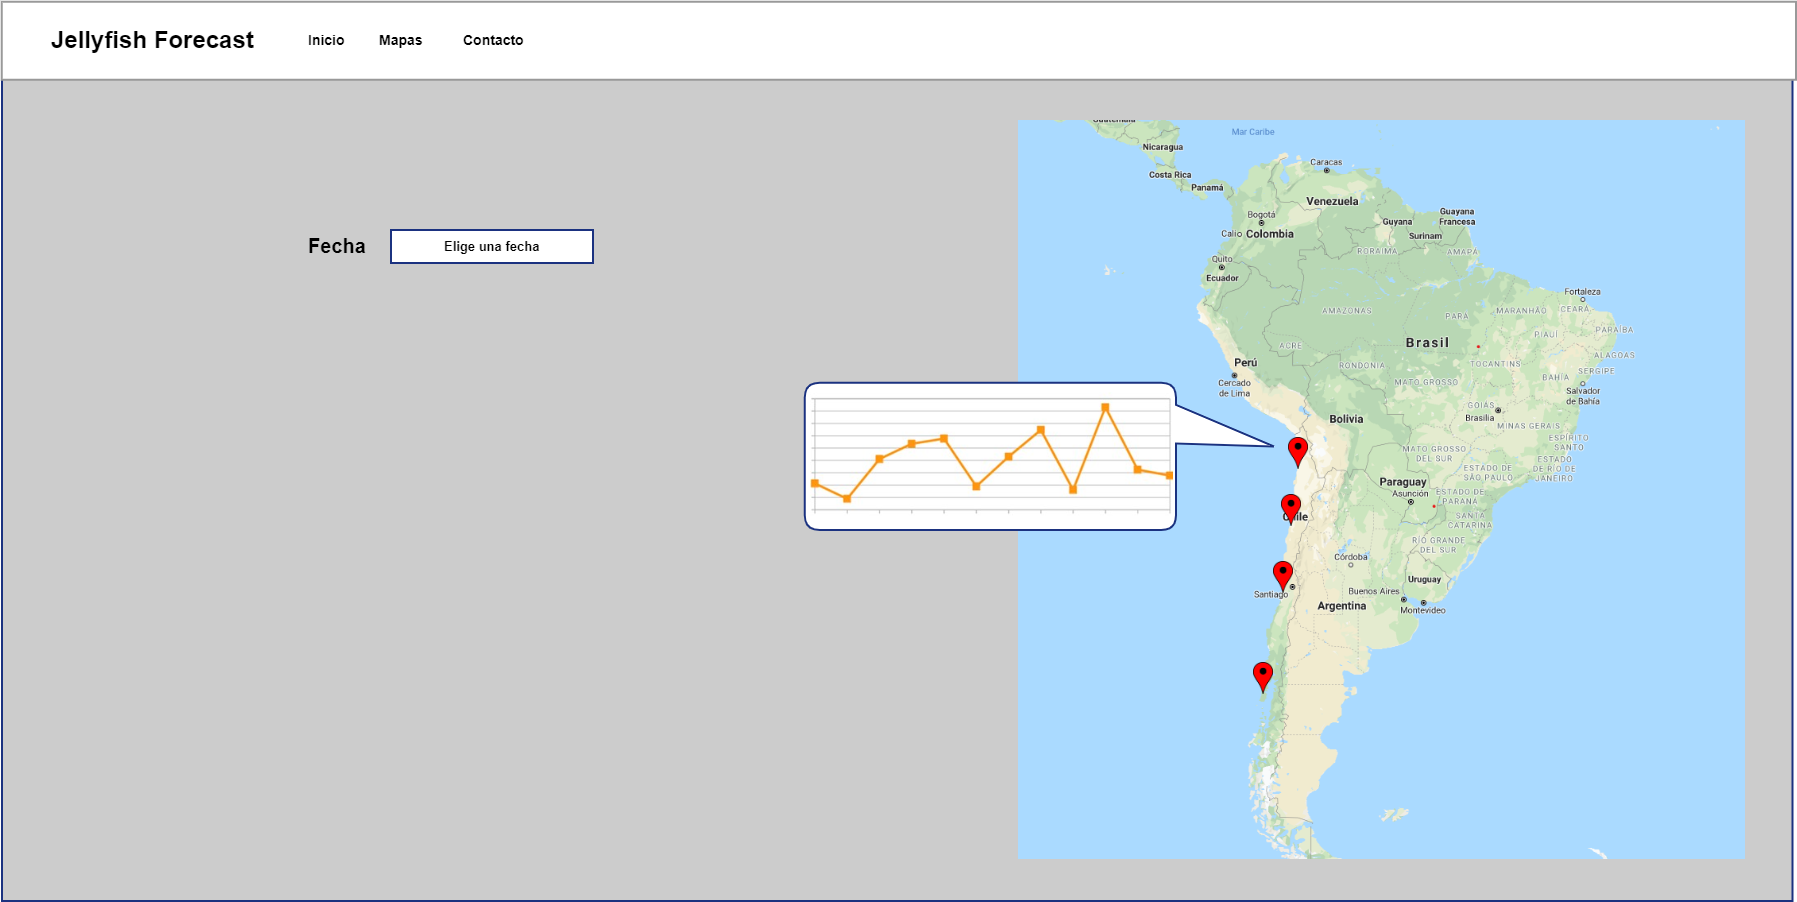 Jellyfish Forecast
Inicio
Mapas
Contacto
Fecha
Elige una fecha
Guatemala
Mar Caribe
Nicaragua
Caracas
Costa Rica
Panamá
Venezuela
Guayana
Francesa
Bogotá
Guyana
Calio
Colombia
Surinam
RORAIMA
AMAPÁ
Quito
Ecuador
Fortaleza
AMAZONAS
PARÁ
MARANHÃO
CEARÁ
PARAÍBA
PIAUÍ
ACRE
Brasil
ALAGOAS
Perú
RONDONIA
TOCANTINS
SERGIPE
BAHIA
Cercado
de Lima
MATO GROSSO
Salvador
de Bahía
GOIÁS
Brasilia
Bolivia
MINAS GERAIS
ESPÍRITO
SANTO
MATO GROSSO
DEL SUR
ESTADO
DE RÍO DE
JANEIRO
ESTADO DE
SÃO PAULO
Paraguay
Asunción
ESTADO DE
PARANÁ
Chile
SANTA
CATARINA
RÍO GRANDE
DEL SUR
Córdoba
Uruguay
Santiago
Buenos Aires
Argentina
Montevideo